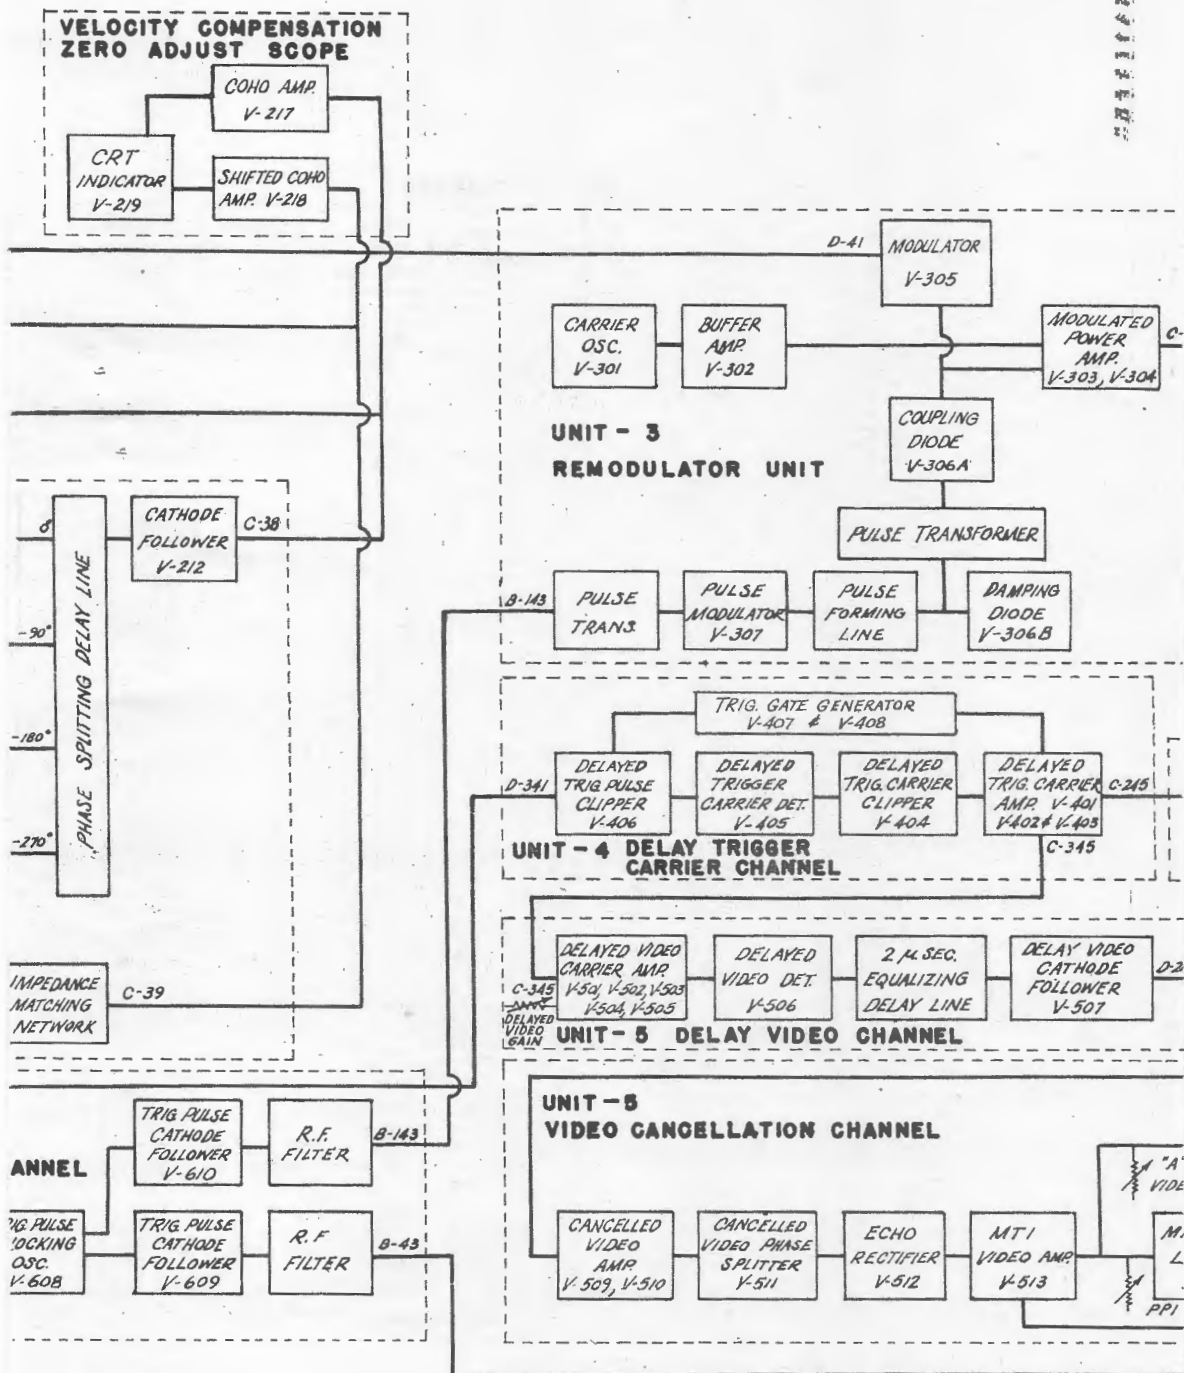 VELOCITY COMPENSATION
ZERO ADJUST SCOPE
COHO AMP.
V-217
CRT
INDICATOR
V-219
SHIFTED COHO
AMP. V-218
D-41
MODULATOR
V-305
CARRIER
OSC.
V-301
BUFFER
AMP.
V-302
MODULATED
POWER
AMP.
V-303, V-304
C-
COUPLING
DIODE
V-306A
UNIT - 3
REMODULATOR UNIT
PULSE TRANSFORMER
B-143
PULSE
TRANS.
PULSE
MODULATOR
V-307
PULSE
FORMING
LINE
DAMPING
DIODE
V-306B
CATHODE
FOLLOWER
V-212
C-38
PHASE SPLITTING DELAY LINE
-90°
-180°
-270°
IMPEDANCE
MATCHING
NETWORK
C-39
TRIG. GATE GENERATOR
V-407 & V-408
D-341
DELAYED
TRIG. PULSE
CLIPPER
V-406
DELAYED
TRIGGER
CARRIER DET.
V-405
DELAYED
TRIG. CARRIER
CLIPPER
V-404
DELAYED
TRIG. CARRIER
AMP. V-401
V-402 & V-403
C-245
C-345
UNIT - 4 DELAY TRIGGER
CARRIER CHANNEL
DELAYED VIDEO
CARRIER AMP.
V-501, V-502, V-503
V-504, V-505
C-345
DELAYED
VIDEO
GAIN
DELAYED
VIDEO DET.
V-506
2 µ SEC.
EQUALIZING
DELAY LINE
DELAY VIDEO
CATHODE
FOLLOWER
V-507
D-2
UNIT - 5 DELAY VIDEO CHANNEL
UNIT - 5
VIDEO CANCELLATION CHANNEL
CANCELLED
VIDEO
AMP.
V-509, V-510
CANCELLED
VIDEO PHASE
SPLITTER
V-511
ECHO
RECTIFIER
V-512
MTI
VIDEO AMP.
V-513
"A"
VIDE
M
L
PPI
ANNEL
TRIG. PULSE
CATHODE
FOLLOWER
V-610
R.F.
FILTER
B-143
IG. PULSE
OCKING
OSC.
V-608
TRIG. PULSE
CATHODE
FOLLOWER
V-609
R.F
FILTER
B-43